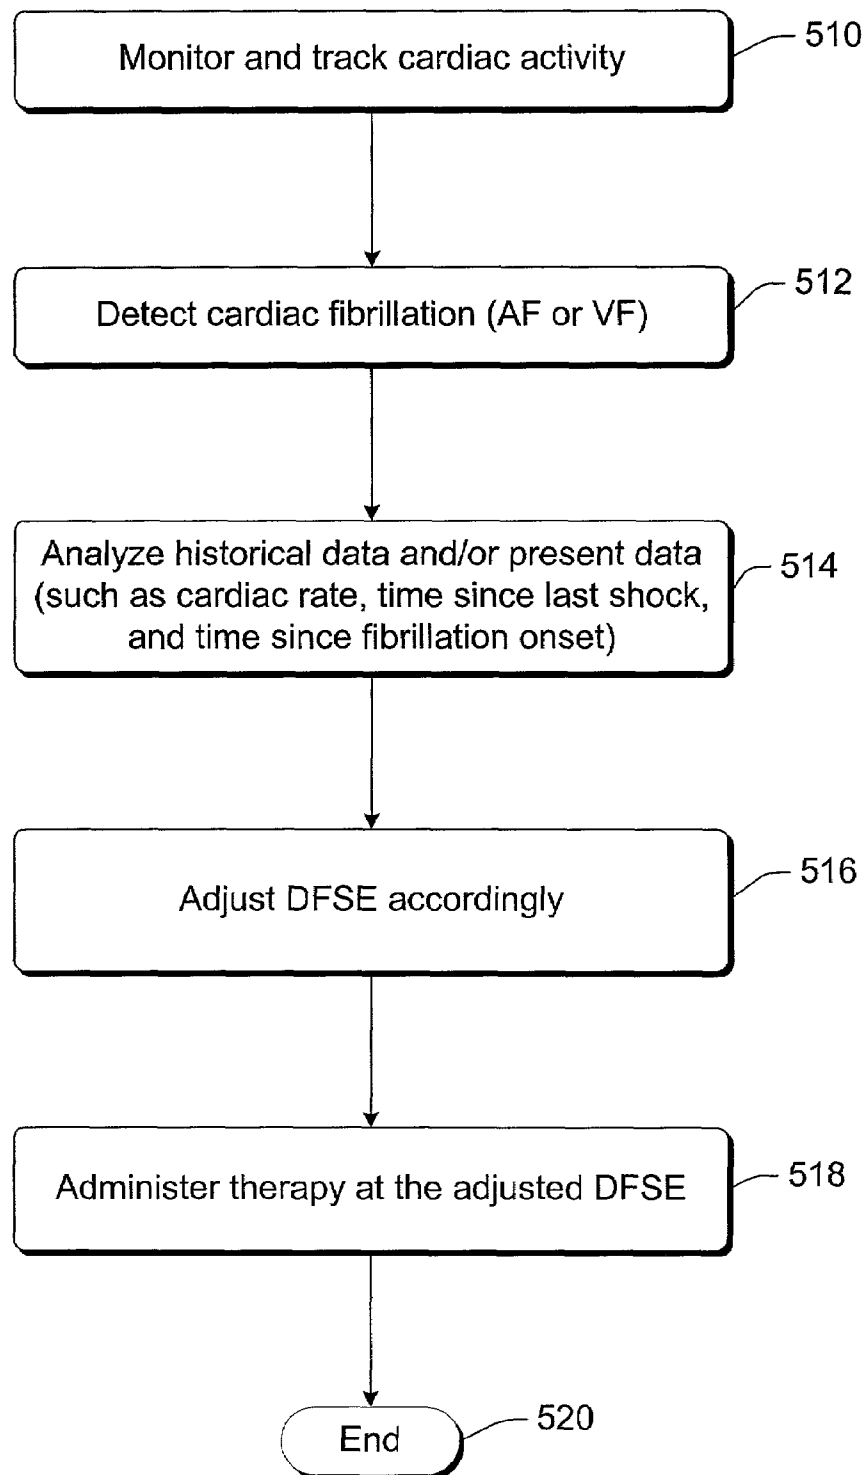 Monitor and track cardiac activity
510
Detect cardiac fibrillation (AF or VF)
512
Analyze historical data and/or present data
(such as cardiac rate, time since last shock,
and time since fibrillation onset)
514
Adjust DFSE accordingly
516
Administer therapy at the adjusted DFSE
518
End
520